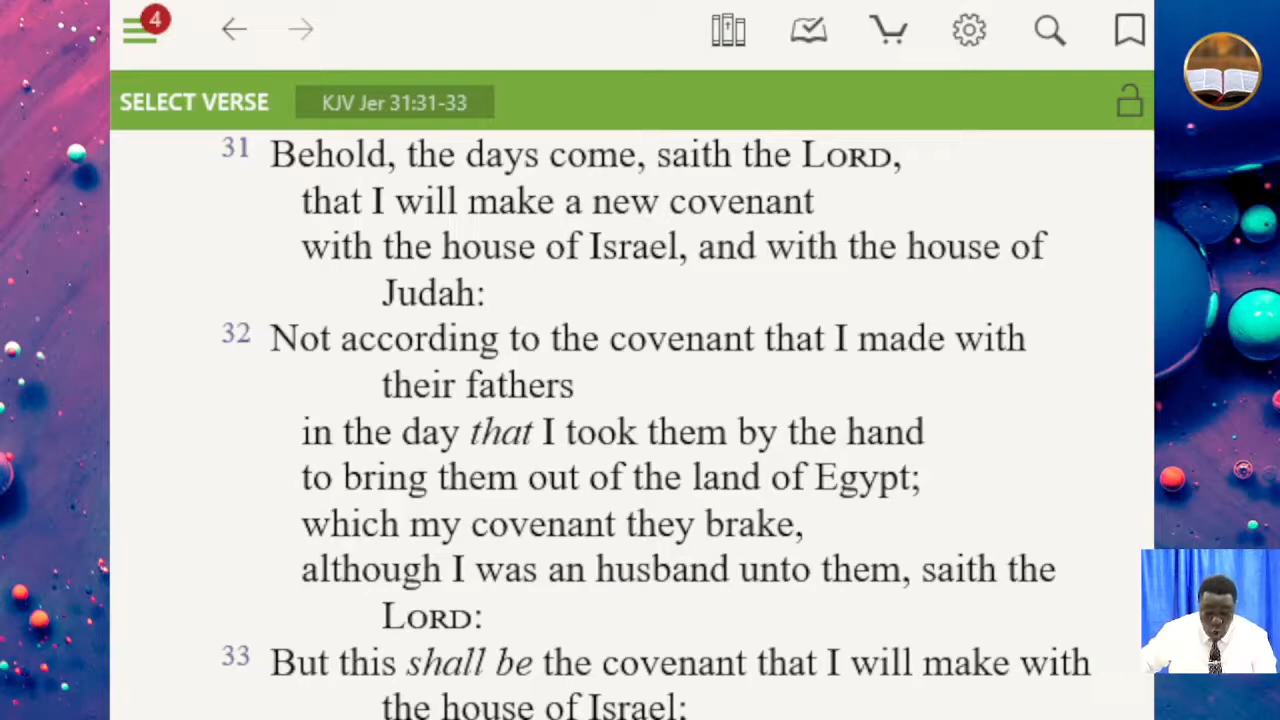 4
SELECT VERSE KJV Jer 31:31-33
31 Behold, the days come, saith the LORD,
that I will make a new covenant
with the house of Israel, and with the house of
Judah:
32 Not according to the covenant that I made with
their fathers
in the day that I took them by the hand
to bring them out of the land of Egypt;
which my covenant they brake,
although I was an husband unto them, saith the
LORD:
33 But this shall be the covenant that I will make with
the house of Israel;